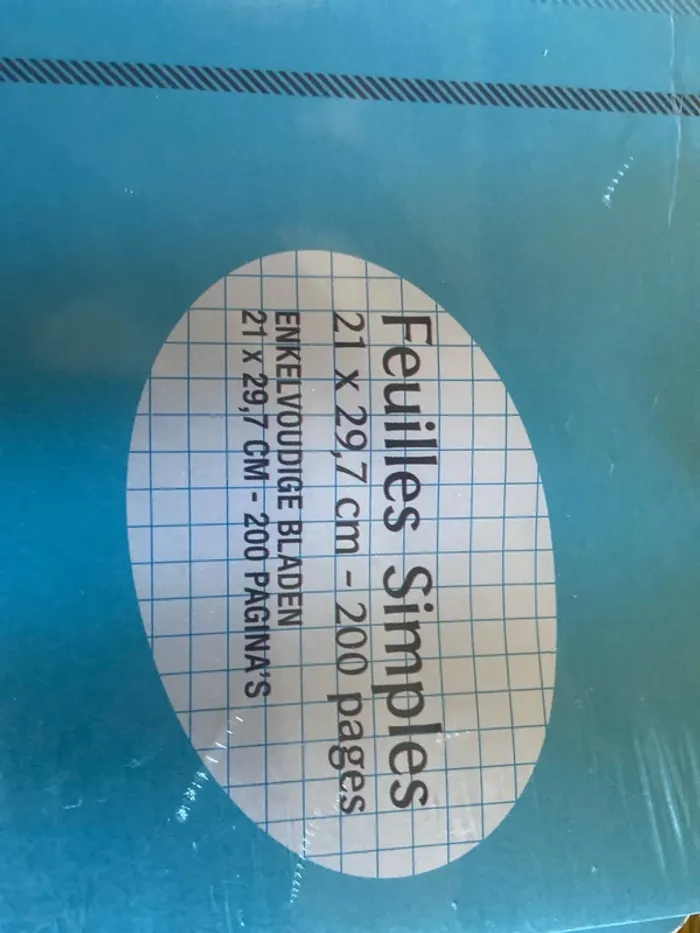 Feuilles Simples
21 x 29,7 cm - 200 pages
ENKELVOUDIGE BLADEN
21 x 29,7 CM - 200 PAGINA'S